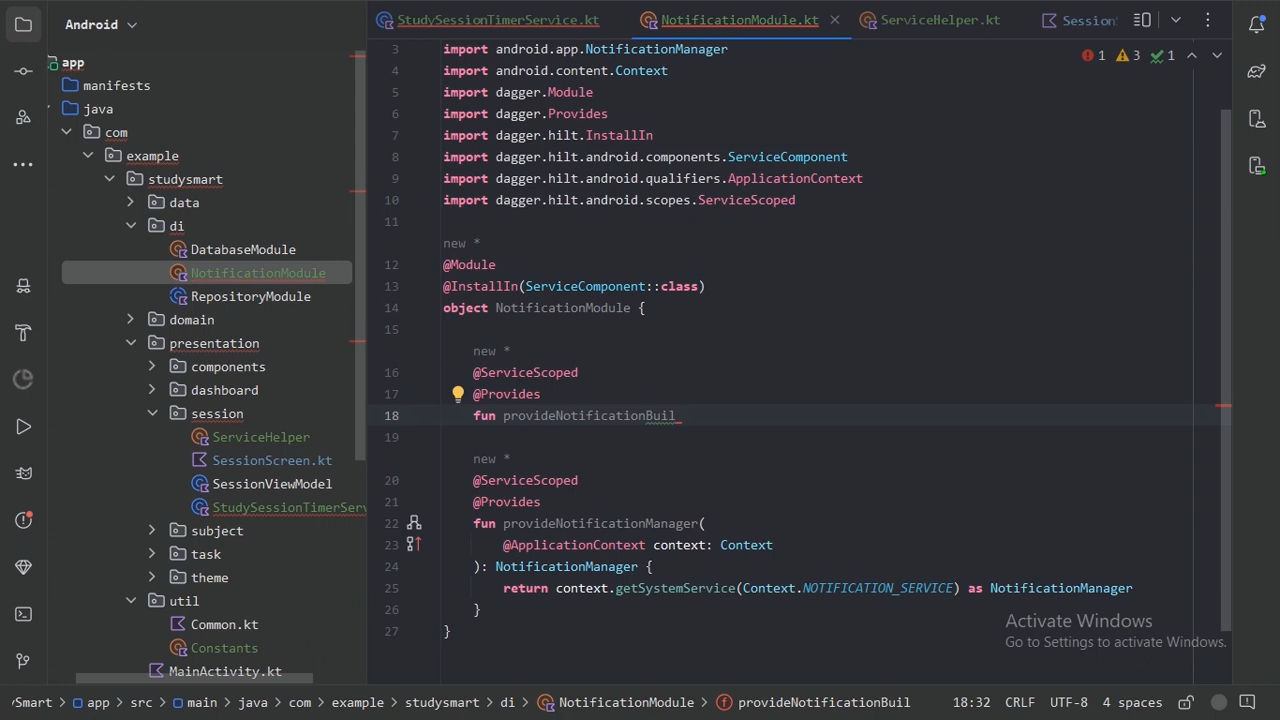 Android
StudySessionTimerService.kt
NotificationModule.kt
ServiceHelper.kt
Session
app
manifests
java
com
example
studysmart
data
di
DatabaseModule
NotificationModule
RepositoryModule
domain
presentation
components
dashboard
session
ServiceHelper
SessionScreen.kt
SessionViewModel
StudySessionTimerServ
subject
task
theme
util
Common.kt
Constants
MainActivity.kt
1 3 1
3 import android.app.NotificationManager
4 import android.content.Context
5 import dagger.Module
6 import dagger.Provides
7 import dagger.hilt.InstallIn
8 import dagger.hilt.android.components.ServiceComponent
9 import dagger.hilt.android.qualifiers.ApplicationContext
10 import dagger.hilt.android.scopes.ServiceScoped
11
new *
12 @Module
13 @InstallIn(ServiceComponent::class)
14 object NotificationModule {
15
new *
16 @ServiceScoped
17 @Provides
18 fun provideNotificationBuil
19
new *
20 @ServiceScoped
21 @Provides
22 fun provideNotificationManager(
23 @ApplicationContext context: Context
24 ): NotificationManager {
25 return context.getSystemService(Context.NOTIFICATION_SERVICE) as NotificationManager
26 }
27 }
Activate Windows
Go to Settings to activate Windows.
ySmart > app > src > main > java > com > example > studysmart > di > NotificationModule > provideNotificationBuil
18:32 CRLF UTF-8 4 spaces